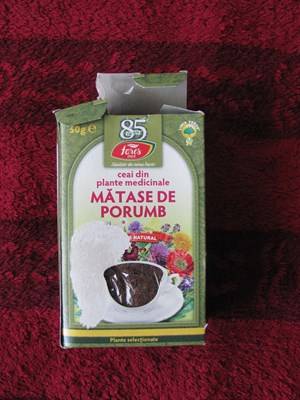 85
50g e
fares
ceai din
plante medicinale
MĂTASE DE
PORUMB
NATURAL
Plante selecționate